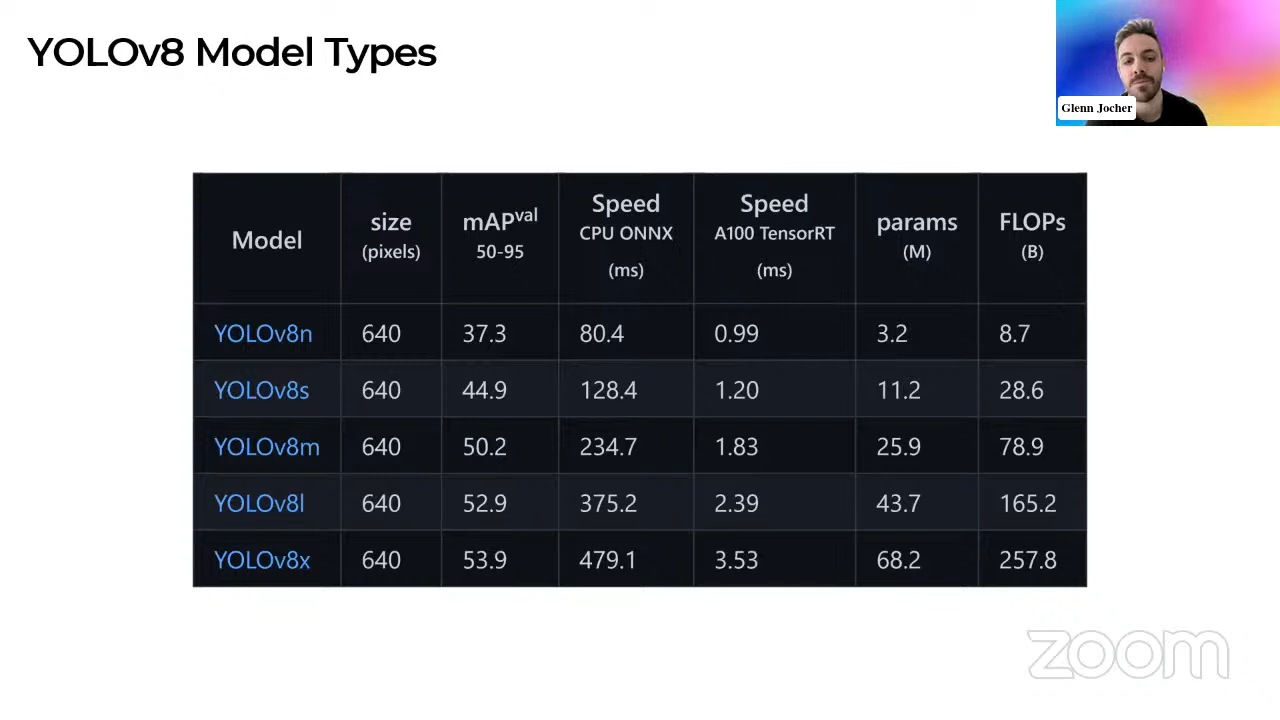 YOLOv8 Model Types
Glenn Jocher
Model size (pixels) mAPval 50-95 Speed CPU ONNX (ms) Speed A100 TensorRT (ms) params (M) FLOPs (B)
YOLOv8n 640 37.3 80.4 0.99 3.2 8.7
YOLOv8s 640 44.9 128.4 1.20 11.2 28.6
YOLOv8m 640 50.2 234.7 1.83 25.9 78.9
YOLOv8l 640 52.9 375.2 2.39 43.7 165.2
YOLOv8x 640 53.9 479.1 3.53 68.2 257.8
zoom